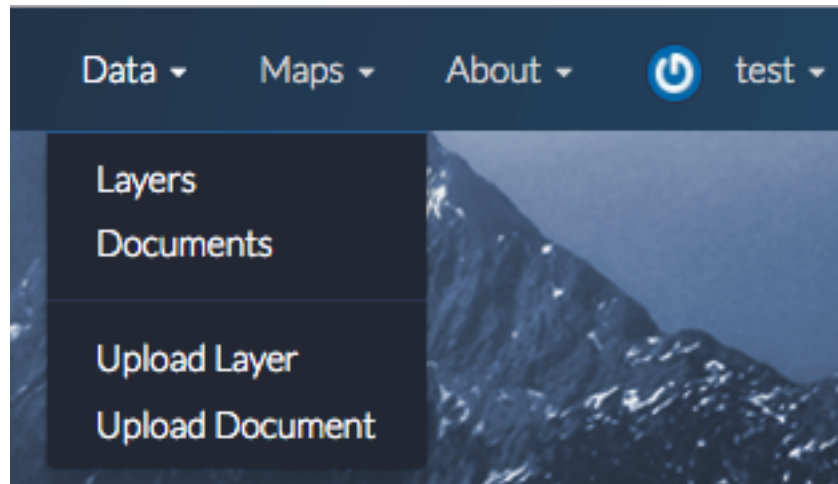 Data Maps About test
Layers
Documents
Upload Layer
Upload Document